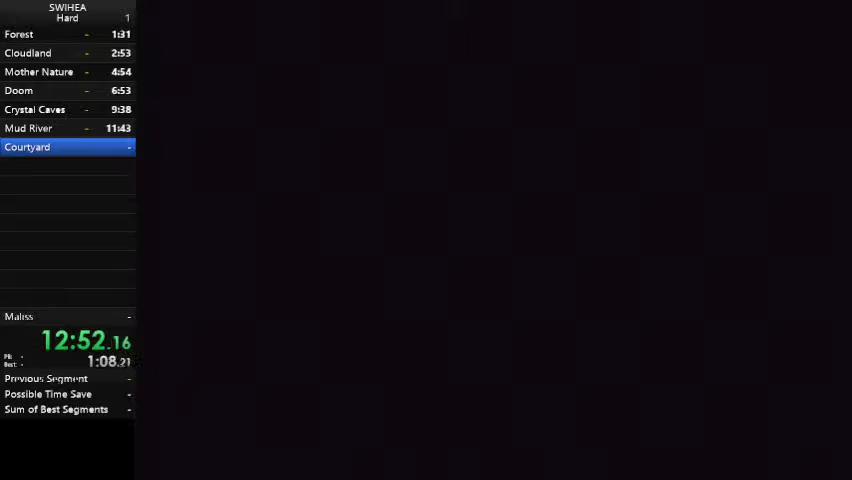 SWIHEA
Hard 1
Forest - 1:31
Cloudland - 2:53
Mother Nature - 4:54
Doom - 6:53
Crystal Caves - 9:38
Mud River - 11:43
Courtyard -
Maliss -
12:52.16
PB: -
Best: - 1:08.21
Previous Segment -
Possible Time Save -
Sum of Best Segments -